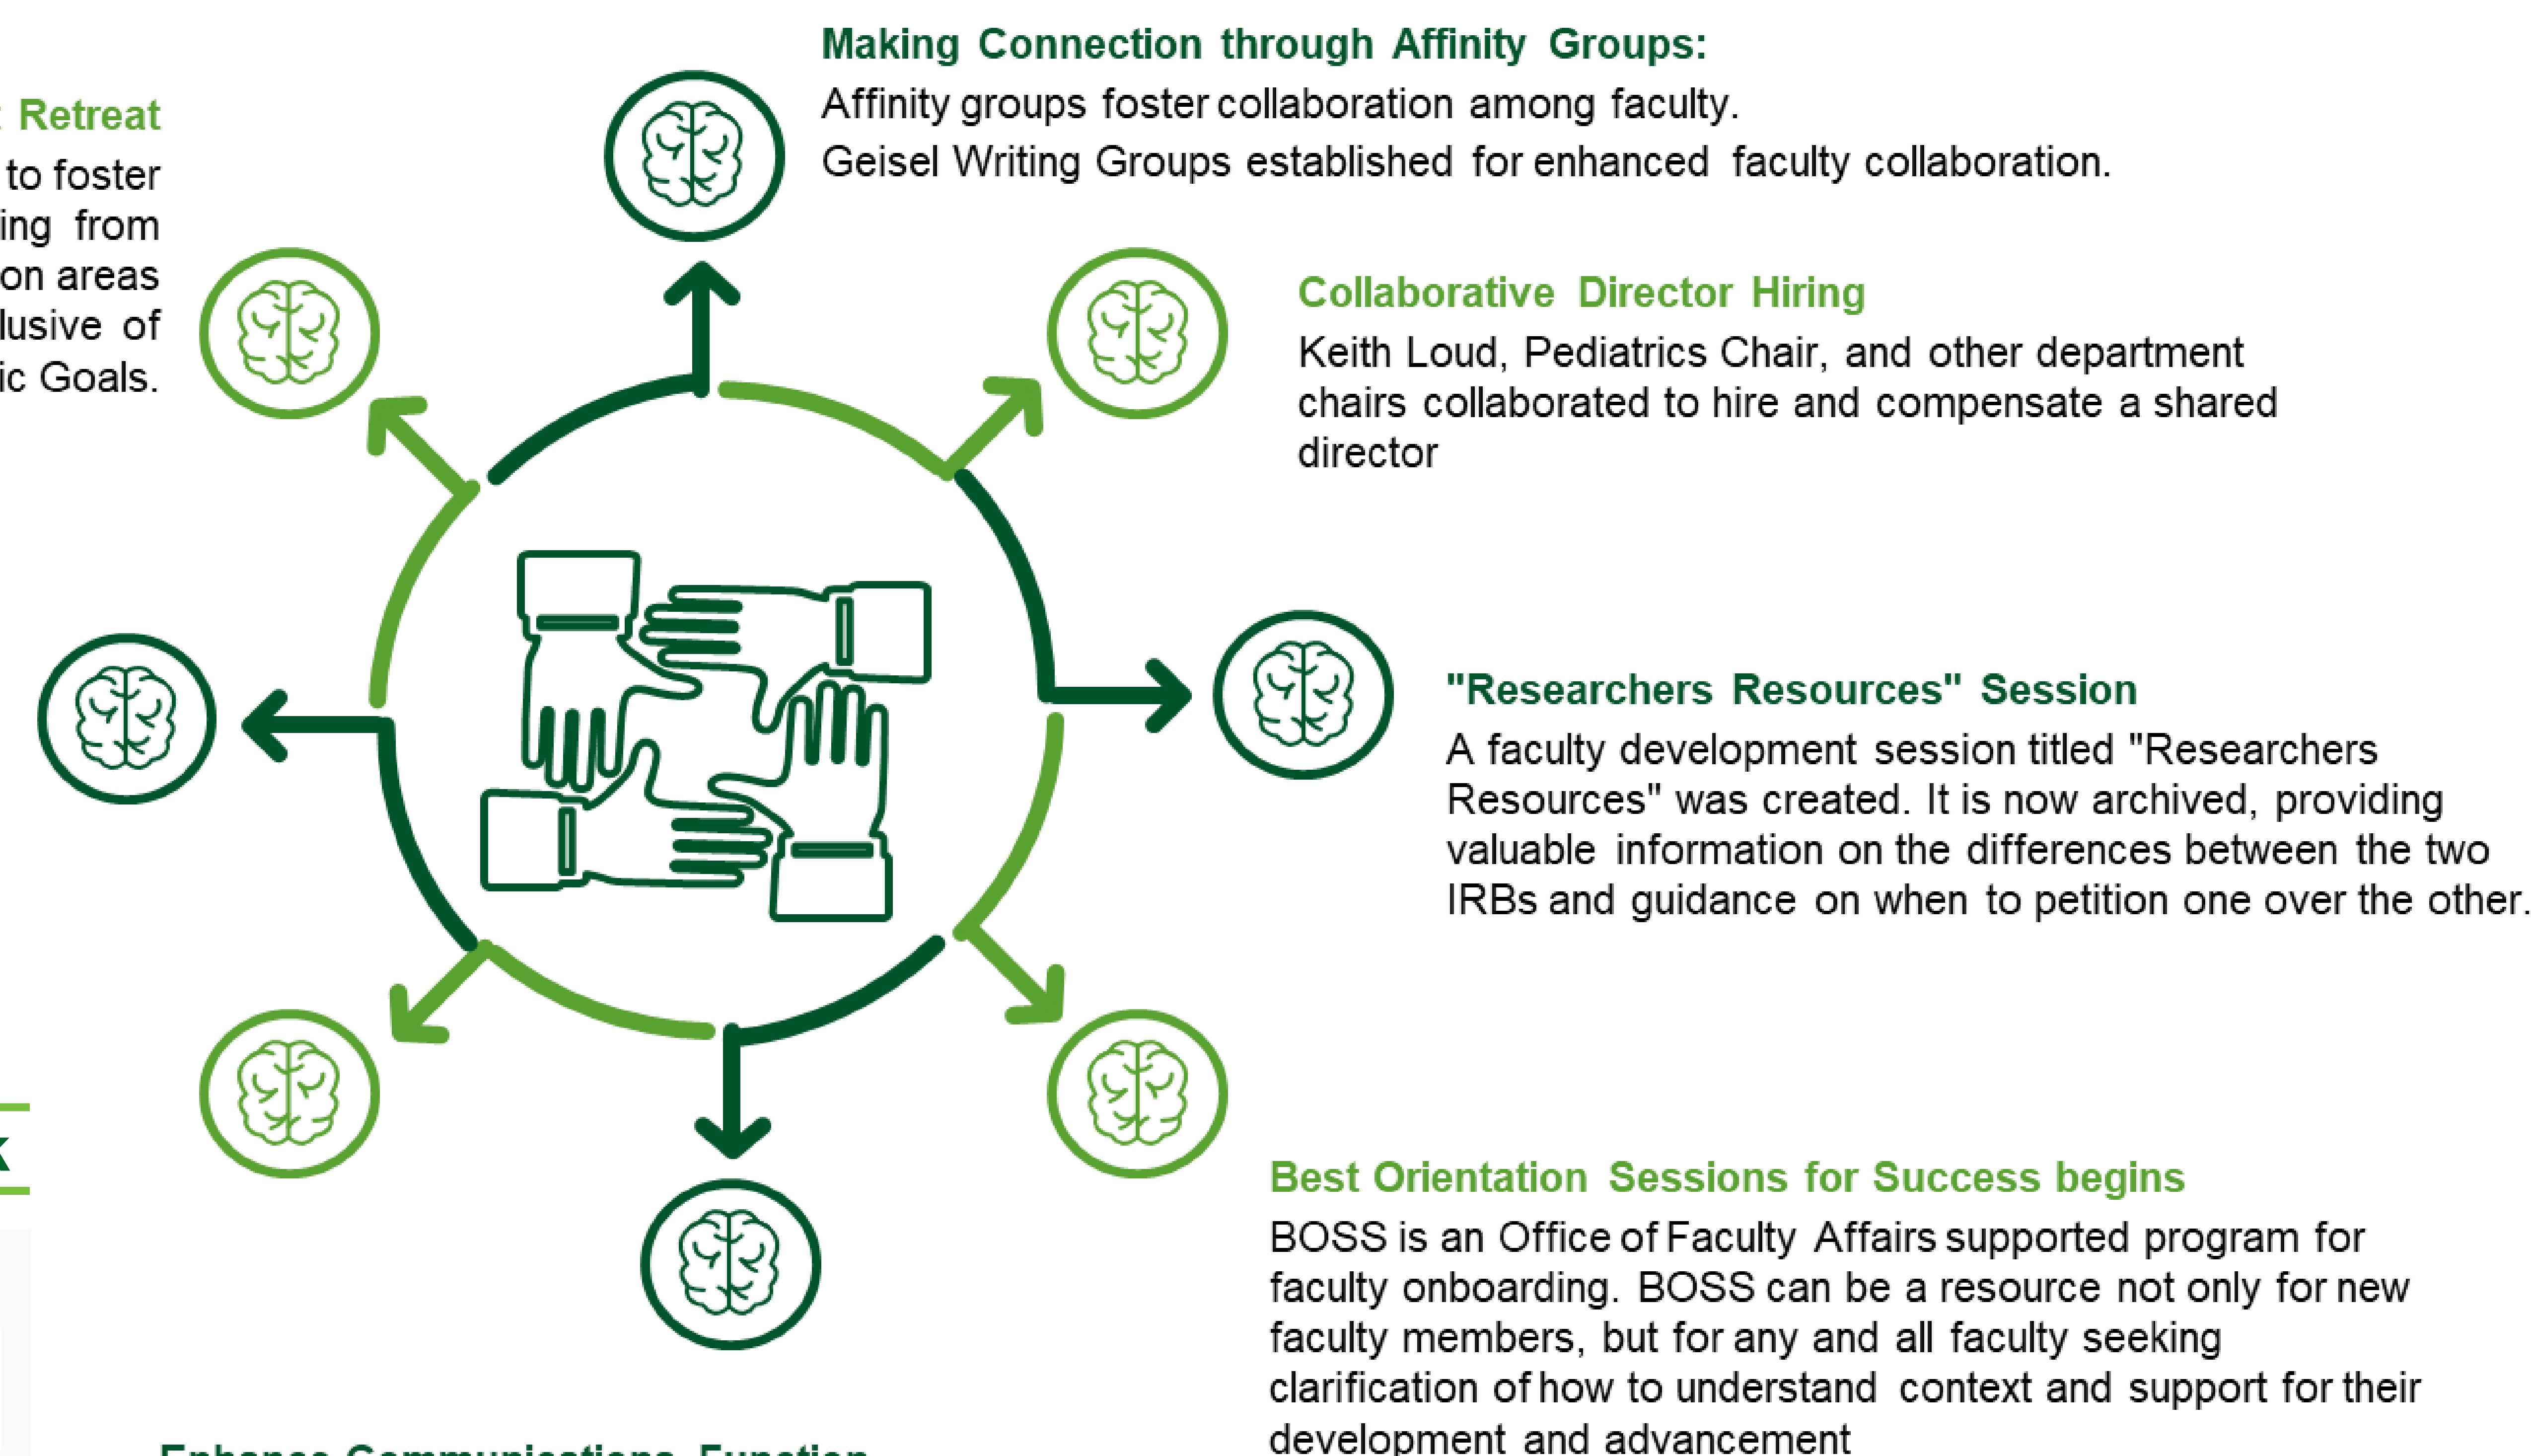 Making Connection through Affinity Groups:
Affinity groups foster collaboration among faculty.
Geisel Writing Groups established for enhanced faculty collaboration.
Retreat
to foster
from
areas
of
Goals.
Collaborative Director Hiring
Keith Loud, Pediatrics Chair, and other department
chairs collaborated to hire and compensate a shared
director
"Researchers Resources" Session
A faculty development session titled "Researchers
Resources" was created. It is now archived, providing
valuable information on the differences between the two
IRBs and guidance on when to petition one over the other.
Best Orientation Sessions for Success begins
BOSS is an Office of Faculty Affairs supported program for
faculty onboarding. BOSS can be a resource not only for new
faculty members, but for any and all faculty seeking
clarification of how to understand context and support for their
development and advancement
Enhance Communications Function